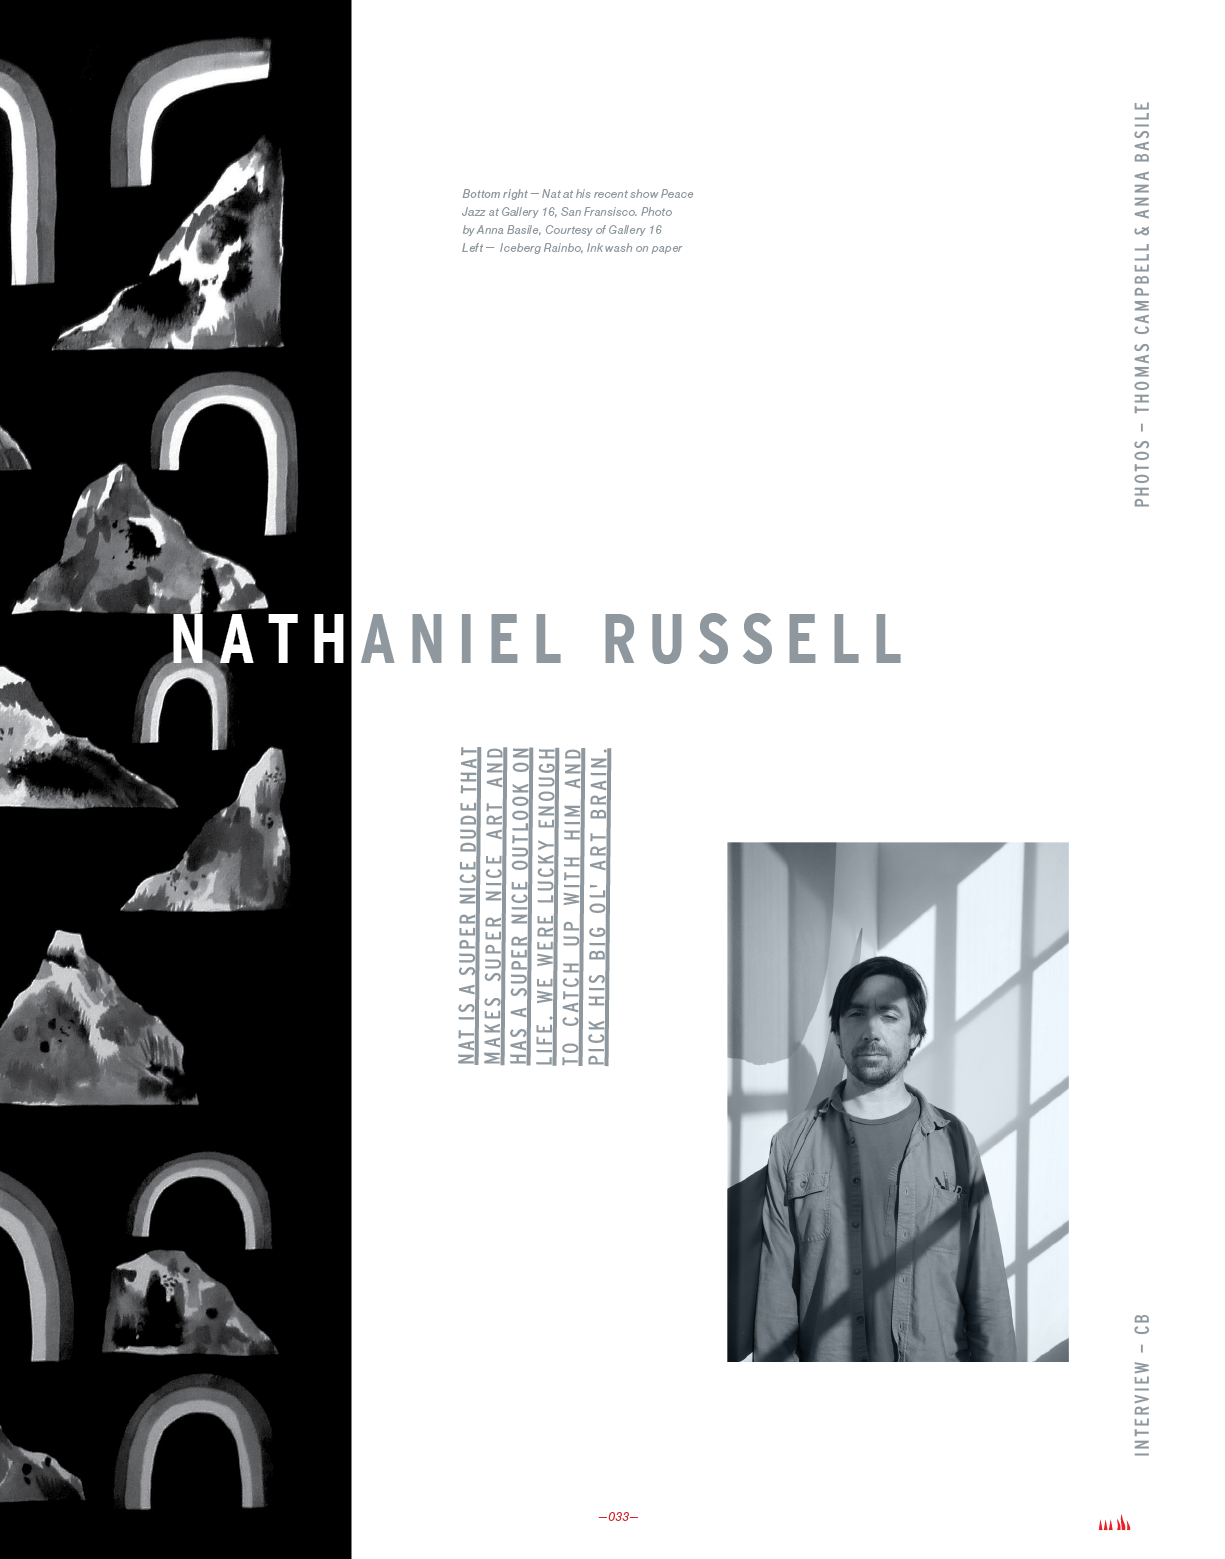 Bottom right — Nat at his recent show Peace
Jazz at Gallery 16, San Fransisco. Photo
by Anna Basile, Courtesy of Gallery 16
Left — Iceberg Rainbo, Ink wash on paper
PHOTOS – THOMAS CAMPBELL & ANNA BASILE
NATHANIEL RUSSELL
NAT IS A SUPER NICE DUDE THAT
MAKES SUPER NICE ART AND
HAS A SUPER NICE OUTLOOK ON
LIFE. WE WERE LUCKY ENOUGH
TO CATCH UP WITH HIM AND
PICK HIS BIG OL' ART BRAIN.
INTERVIEW – CB
—033—